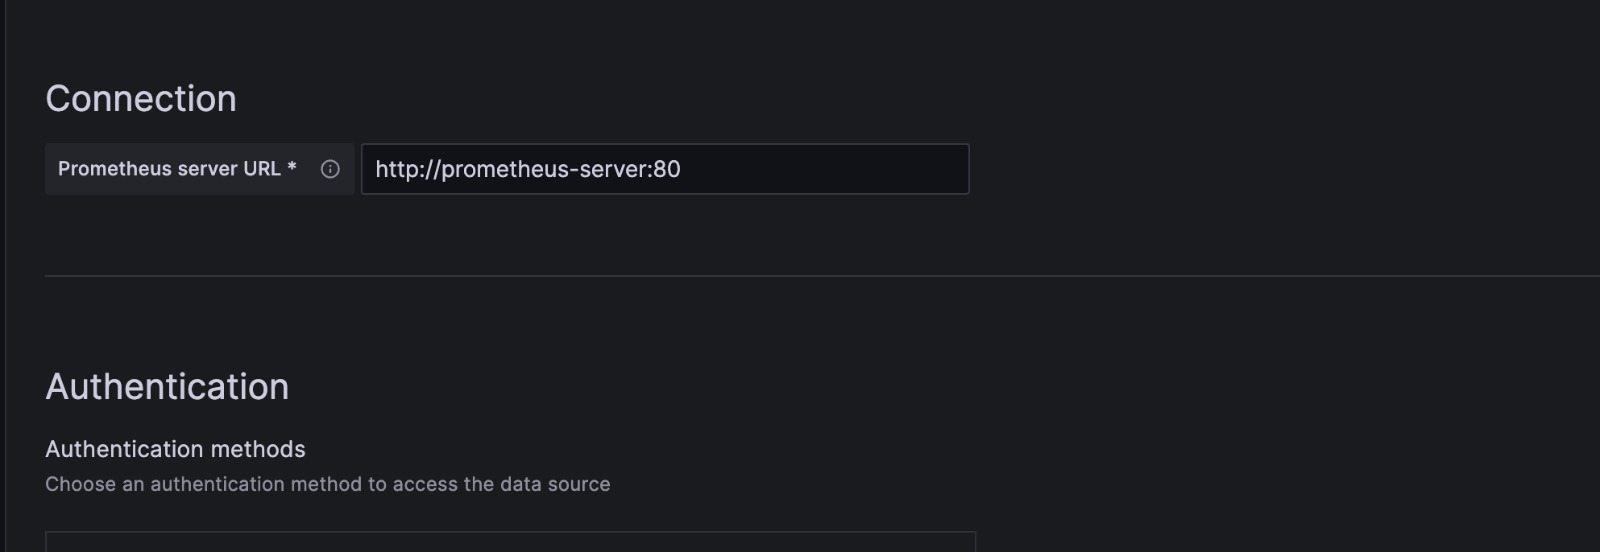 Connection
Prometheus server URL * http://prometheus-server:80
Authentication
Authentication methods
Choose an authentication method to access the data source